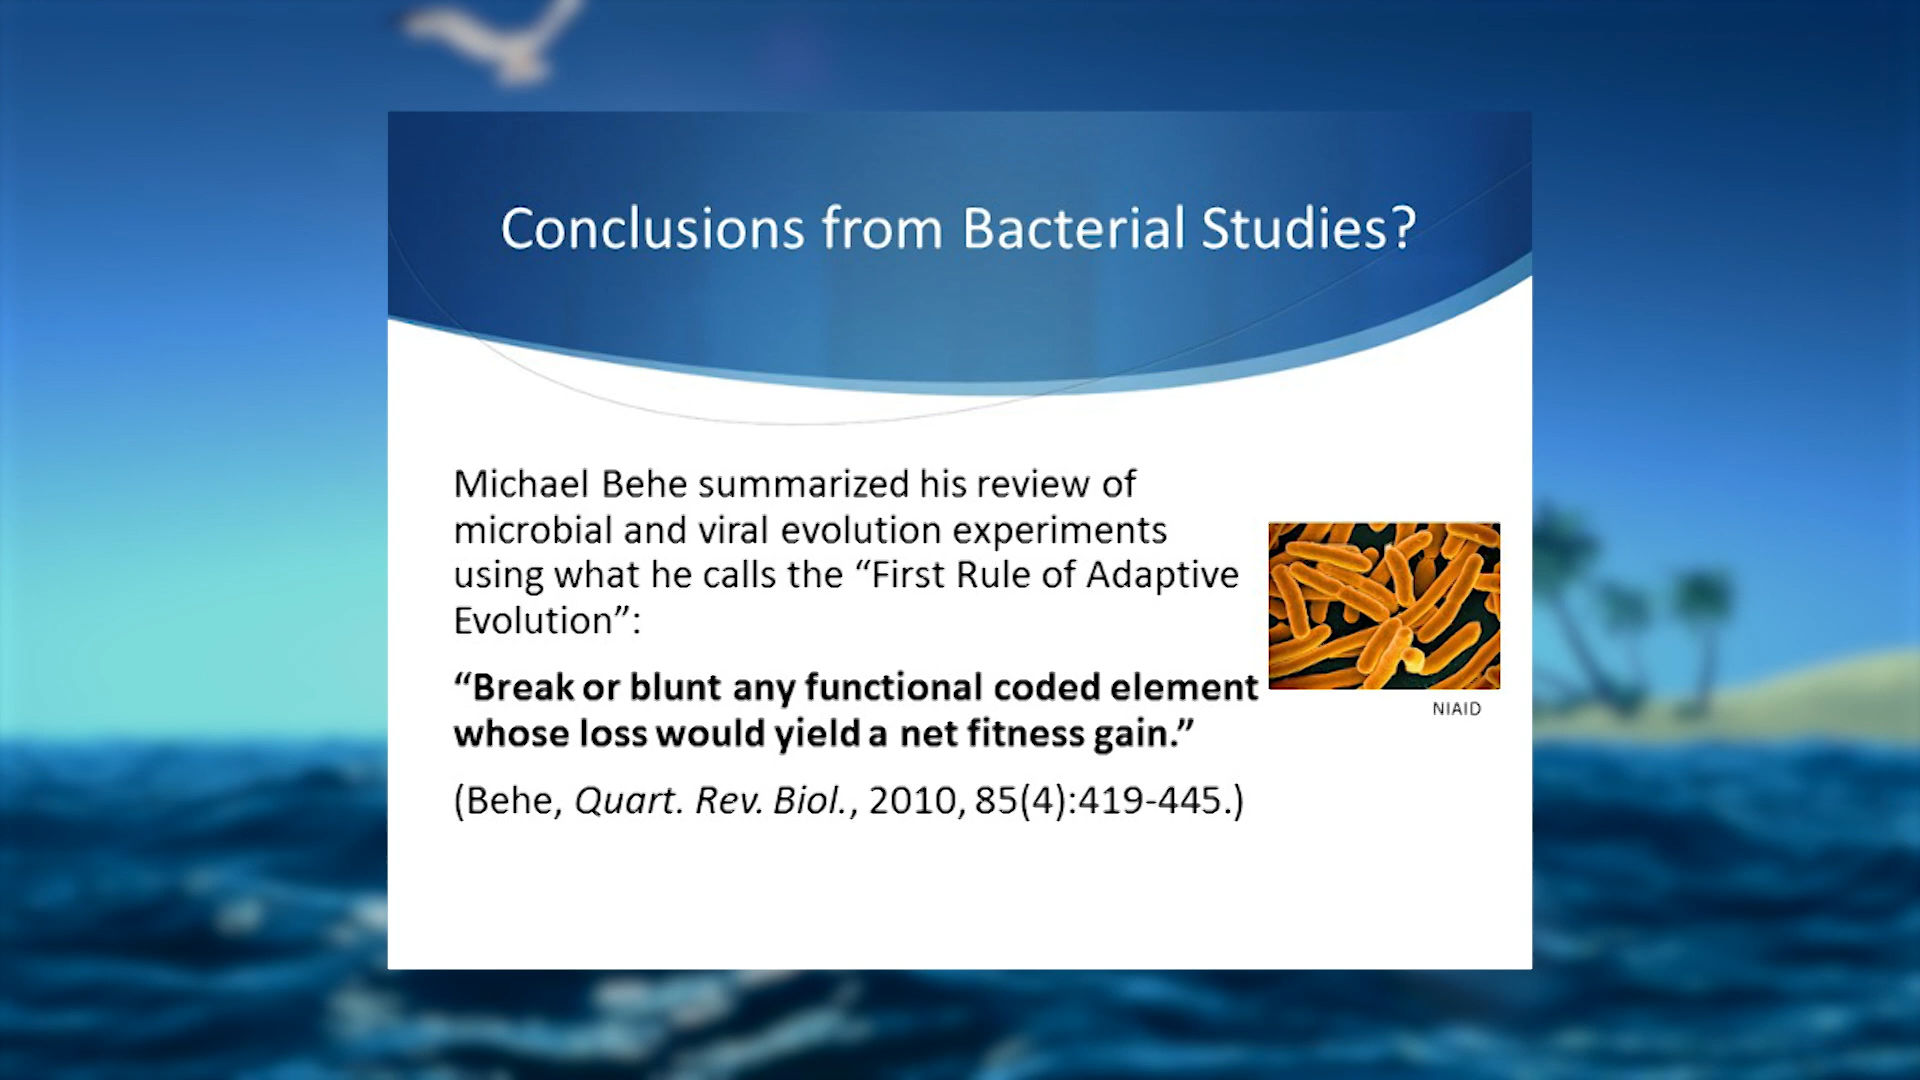 Conclusions from Bacterial Studies?
Michael Behe summarized his review of
microbial and viral evolution experiments
using what he calls the “First Rule of Adaptive
Evolution”:
“Break or blunt any functional coded element
whose loss would yield a net fitness gain.”
NIAID
(Behe, Quart. Rev. Biol., 2010, 85(4):419-445.)